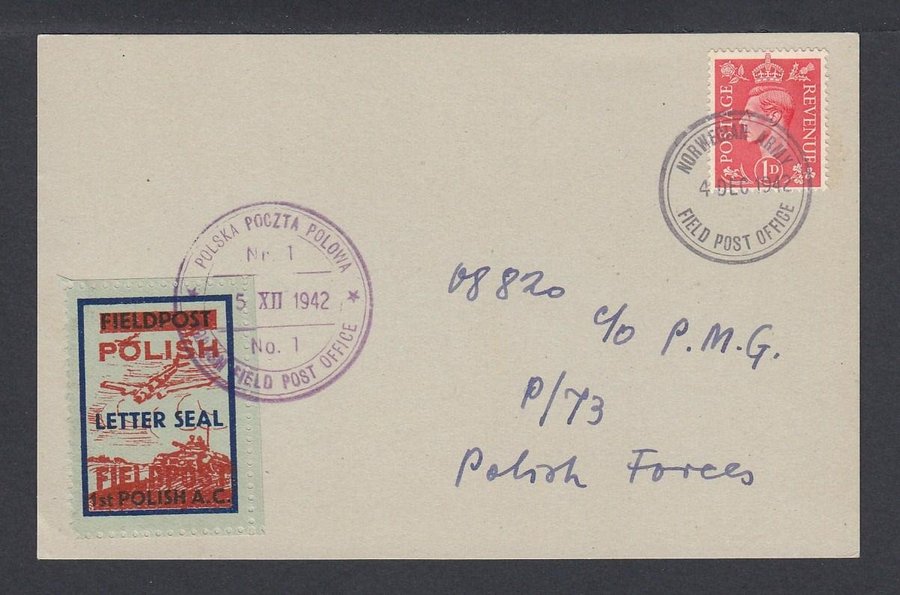 POSTAGE REVENUE
1D
NORWEGIAN ARMY
4 DEC 1942
FIELD POST OFFICE
POLSKA POCZTA POLOWA
Nr. 1
5 XII 1942
No. 1
FIELD POST OFFICE
08820
c/o P.M.G.
P/73
Polish Forces
FIELDPOST
POLISH
LETTER SEAL
FIELDPOST
1st POLISH A.C.